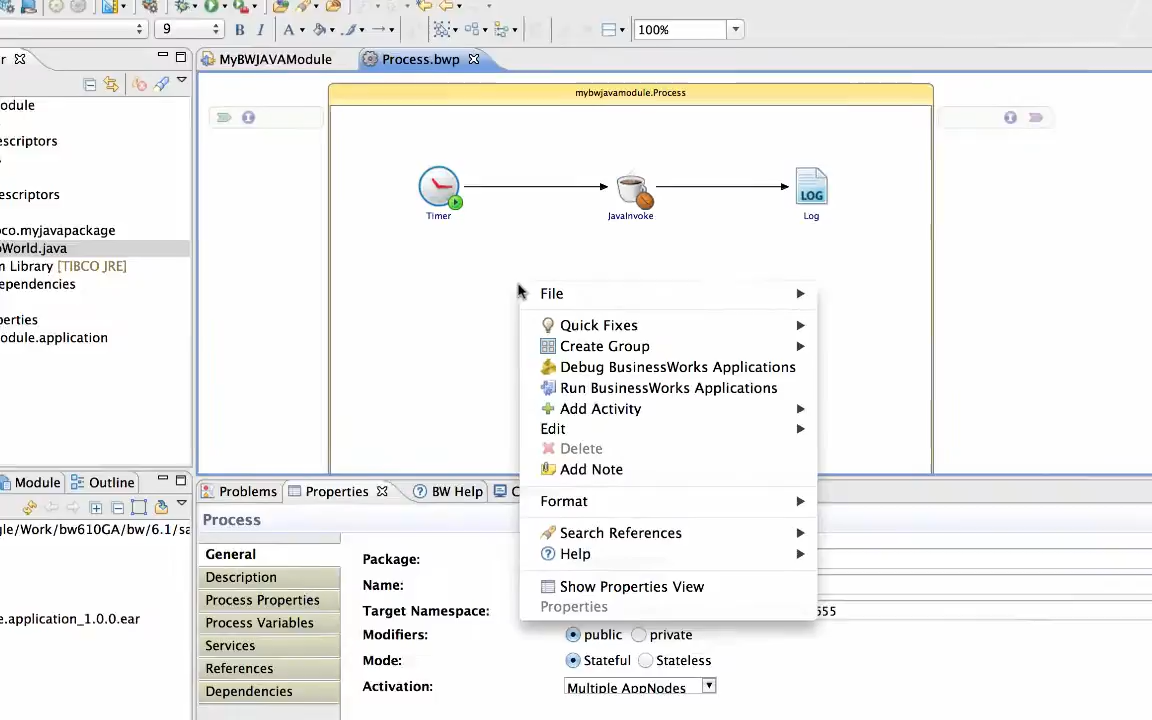 9
B I A
100%
r
MyBWJAVAModule
Process.bwp
odule
escriptors
escriptors
co.myjavapackage
oWorld.java
n Library [TIBCO JRE]
ependencies
perties
odule.application
mybwjavamodule.Process
Timer
JavaInvoke
LOG
Log
File
Quick Fixes
Create Group
Debug BusinessWorks Applications
Run BusinessWorks Applications
Add Activity
Edit
Delete
Add Note
Format
Search References
Help
Show Properties View
Properties
Module
Outline
gle/Work/bw610GA/bw/6.1/sa
e.application_1.0.0.ear
Problems
Properties
BW Help
C
Process
General
Description
Process Properties
Process Variables
Services
References
Dependencies
Package:
Name:
Target Namespace:
555
Modifiers:
public
private
Mode:
Stateful
Stateless
Activation:
Multiple AppNodes